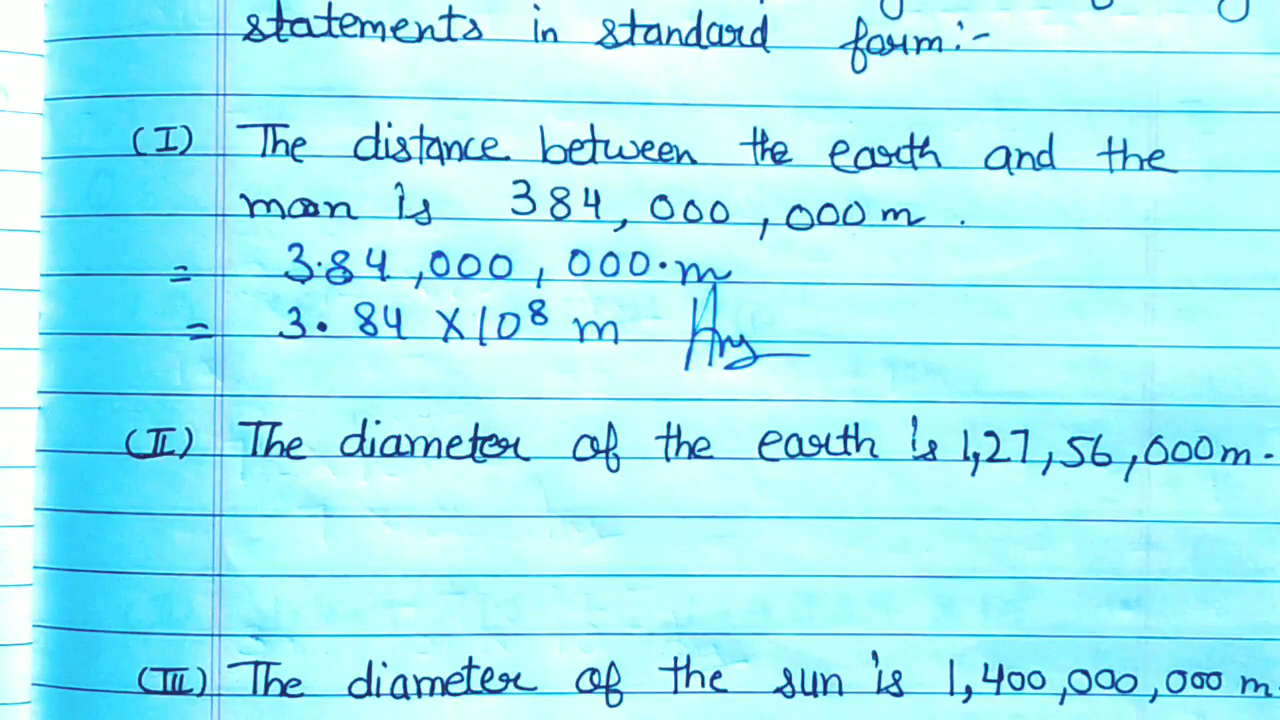 statements in standard form:-
(I) The distance between the earth and the
moon is 384,000,000 m.
= 3.84,000,000.m
= 3.84 X10⁸ m Ans
(II) The diameter of the earth is 1,27,56,000m.
(III) The diameter of the sun is 1,400,000,000 m.